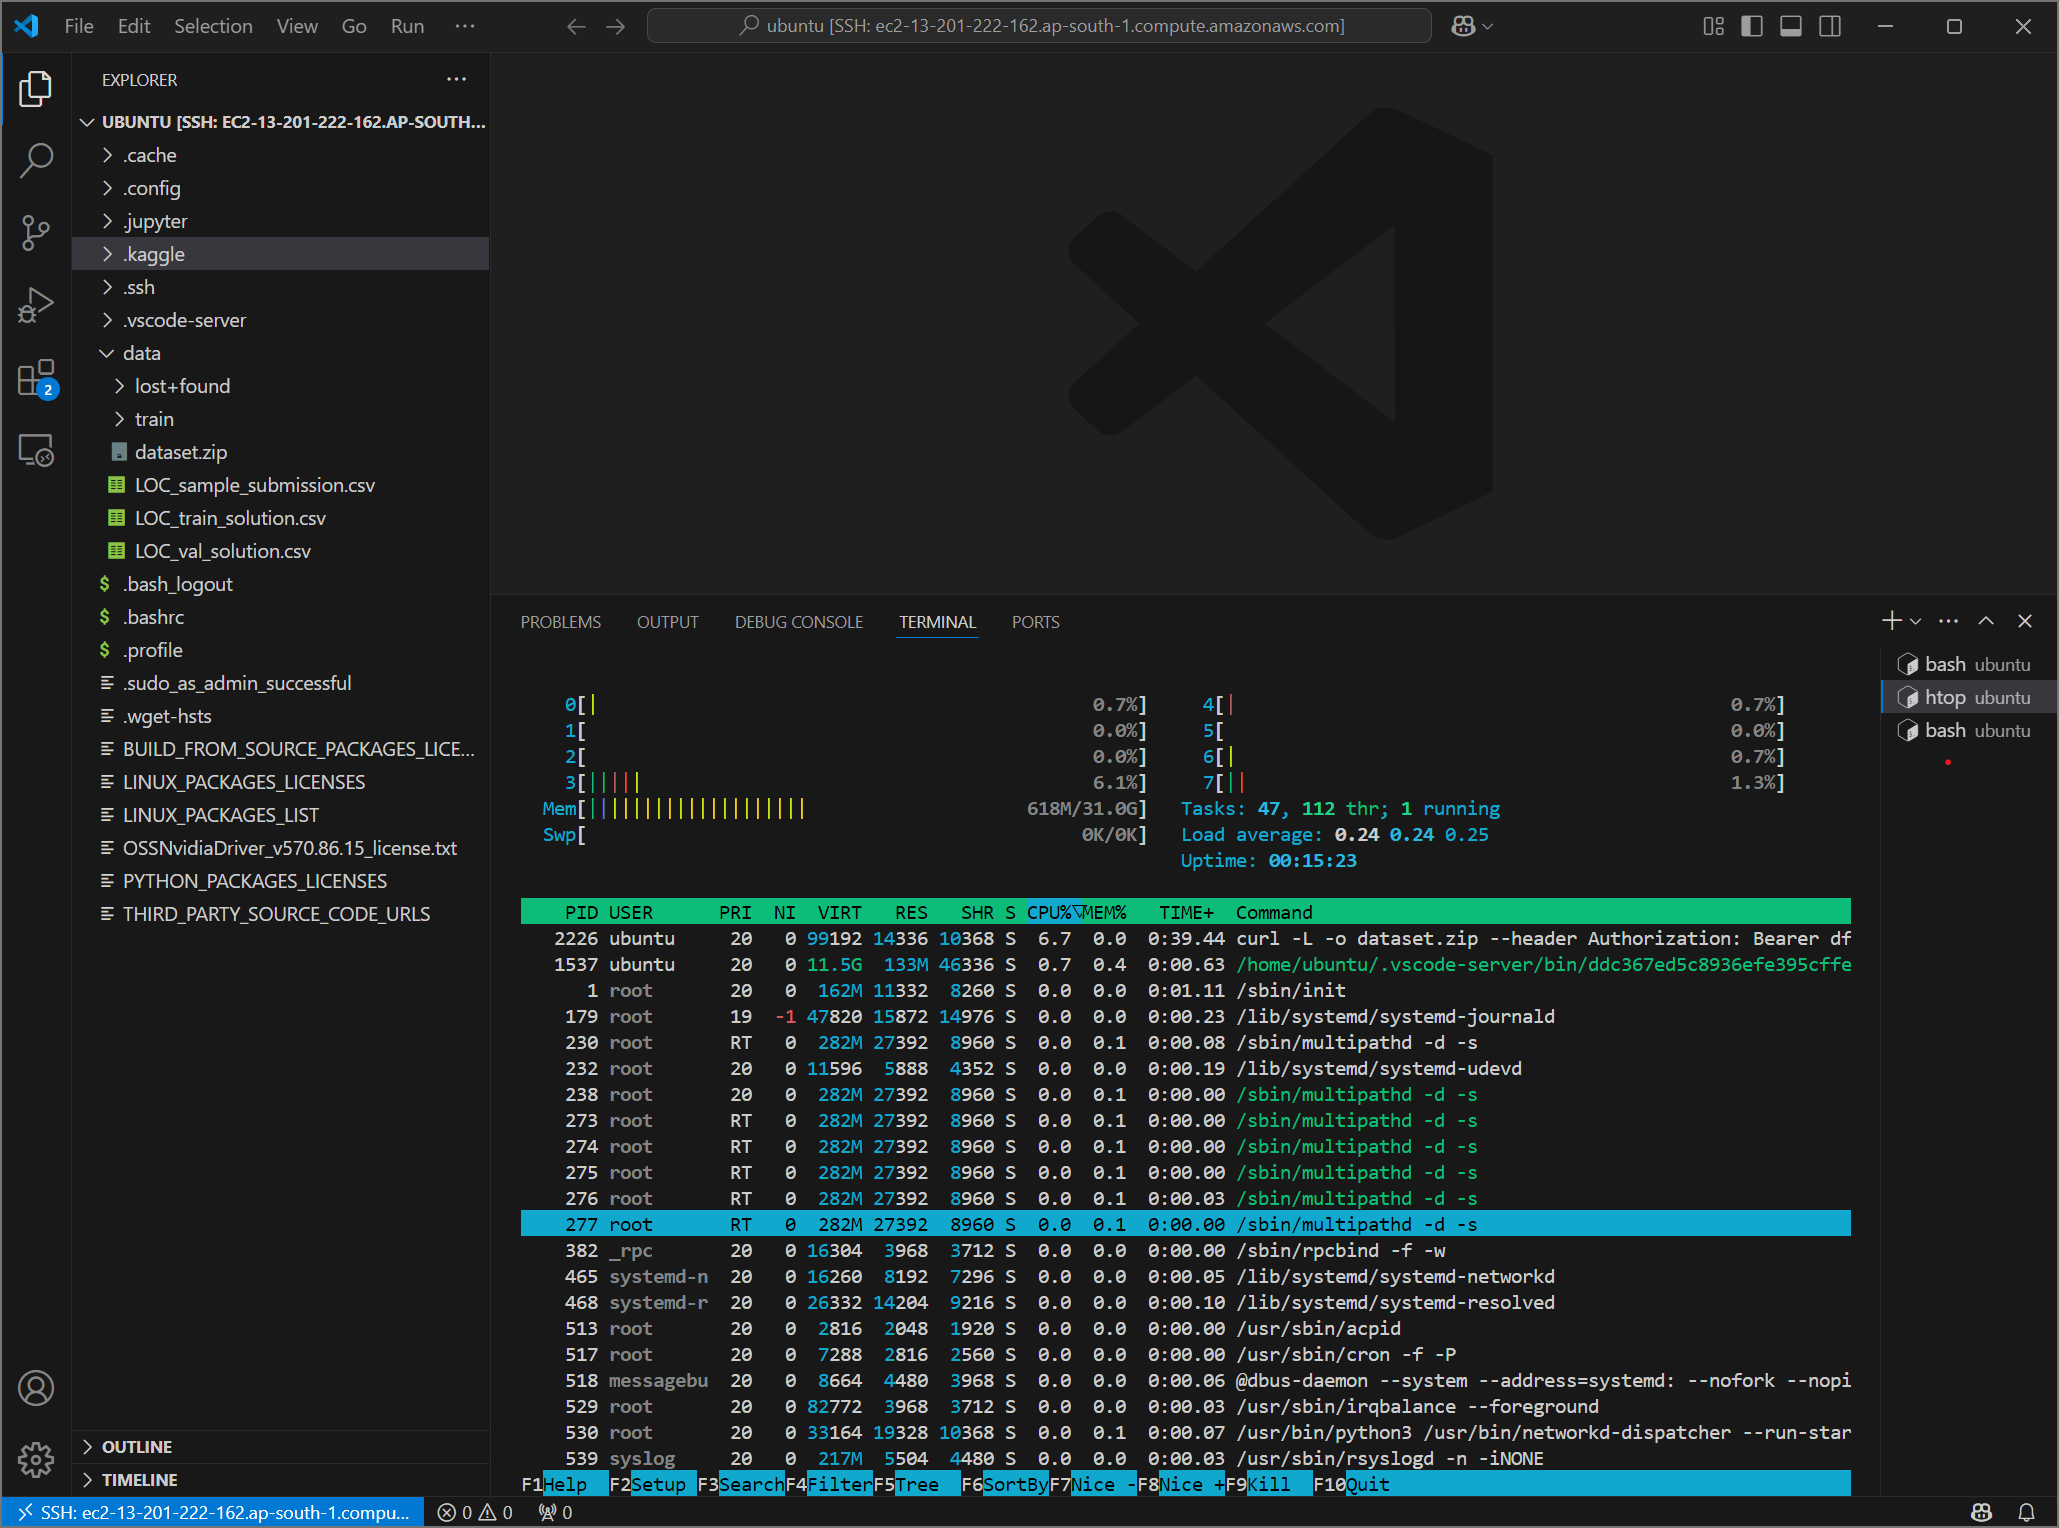 File Edit Selection View Go Run ···
ubuntu [SSH: ec2-13-201-222-162.ap-south-1.compute.amazonaws.com]
EXPLORER
UBUNTU [SSH: EC2-13-201-222-162.AP-SOUTH...
.cache
.config
.jupyter
.kaggle
.ssh
.vscode-server
data
lost+found
train
dataset.zip
LOC_sample_submission.csv
LOC_train_solution.csv
LOC_val_solution.csv
$ .bash_logout
$ .bashrc
$ .profile
.sudo_as_admin_successful
.wget-hsts
BUILD_FROM_SOURCE_PACKAGES_LICE...
LINUX_PACKAGES_LICENSES
LINUX_PACKAGES_LIST
OSSNvidiaDriver_v570.86.15_license.txt
PYTHON_PACKAGES_LICENSES
THIRD_PARTY_SOURCE_CODE_URLS
OUTLINE
TIMELINE
2
PROBLEMS OUTPUT DEBUG CONSOLE TERMINAL PORTS
bash ubuntu
htop ubuntu
bash ubuntu
0[| 0.7%] 4[| 0.7%]
1[ 0.0%] 5[ 0.0%]
2[ 0.0%] 6[| 0.7%]
3[||||| 6.1%] 7[|| 1.3%]
Mem[|||||||||||||||||||| 618M/31.0G] Tasks: 47, 112 thr; 1 running
Swp[ 0K/0K] Load average: 0.24 0.24 0.25
Uptime: 00:15:23
PID USER PRI NI VIRT RES SHR S CPU%▽MEM% TIME+ Command
2226 ubuntu 20 0 99192 14336 10368 S 6.7 0.0 0:39.44 curl -L -o dataset.zip --header Authorization: Bearer df
1537 ubuntu 20 0 11.5G 133M 46336 S 0.7 0.4 0:00.63 /home/ubuntu/.vscode-server/bin/ddc367ed5c8936efe395cffe
1 root 20 0 162M 11332 8260 S 0.0 0.0 0:01.11 /sbin/init
179 root 19 -1 47820 15872 14976 S 0.0 0.0 0:00.23 /lib/systemd/systemd-journald
230 root RT 0 282M 27392 8960 S 0.0 0.1 0:00.08 /sbin/multipathd -d -s
232 root 20 0 11596 5888 4352 S 0.0 0.0 0:00.19 /lib/systemd/systemd-udevd
238 root 20 0 282M 27392 8960 S 0.0 0.1 0:00.00 /sbin/multipathd -d -s
273 root RT 0 282M 27392 8960 S 0.0 0.1 0:00.00 /sbin/multipathd -d -s
274 root RT 0 282M 27392 8960 S 0.0 0.1 0:00.00 /sbin/multipathd -d -s
275 root RT 0 282M 27392 8960 S 0.0 0.1 0:00.00 /sbin/multipathd -d -s
276 root RT 0 282M 27392 8960 S 0.0 0.1 0:00.03 /sbin/multipathd -d -s
277 root RT 0 282M 27392 8960 S 0.0 0.1 0:00.00 /sbin/multipathd -d -s
382 _rpc 20 0 16304 3968 3712 S 0.0 0.0 0:00.00 /sbin/rpcbind -f -w
465 systemd-n 20 0 16260 8192 7296 S 0.0 0.0 0:00.05 /lib/systemd/systemd-networkd
468 systemd-r 20 0 26332 14204 9216 S 0.0 0.0 0:00.10 /lib/systemd/systemd-resolved
513 root 20 0 2816 2048 1920 S 0.0 0.0 0:00.00 /usr/sbin/acpid
517 root 20 0 7288 2816 2560 S 0.0 0.0 0:00.00 /usr/sbin/cron -f -P
518 messagebu 20 0 8664 4480 3968 S 0.0 0.0 0:00.06 @dbus-daemon --system --address=systemd: --nofork --nopi
529 root 20 0 82772 3968 3712 S 0.0 0.0 0:00.03 /usr/sbin/irqbalance --foreground
530 root 20 0 33164 19328 10368 S 0.0 0.1 0:00.07 /usr/bin/python3 /usr/bin/networkd-dispatcher --run-star
539 syslog 20 0 217M 5504 4480 S 0.0 0.0 0:00.03 /usr/sbin/rsyslogd -n -iNONE
F1Help F2Setup F3SearchF4FilterF5Tree F6SortByF7Nice -F8Nice +F9Kill F10Quit
SSH: ec2-13-201-222-162.ap-south-1.compu... 0 0 0